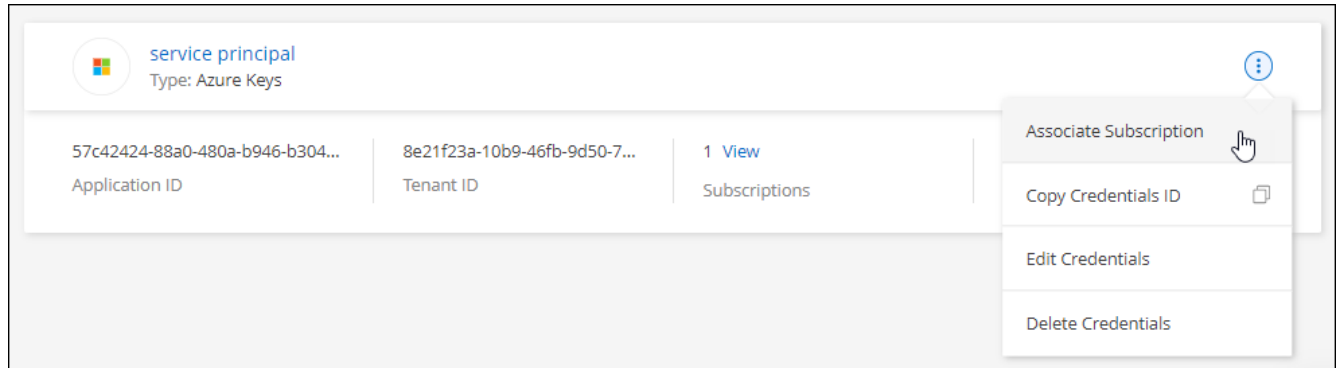 service principal
Type: Azure Keys
Associate Subscription
57c42424-88a0-480a-b946-b304...
8e21f23a-10b9-46fb-9d50-7...
1 View
Application ID
Tenant ID
Subscriptions
Copy Credentials ID
Edit Credentials
Delete Credentials